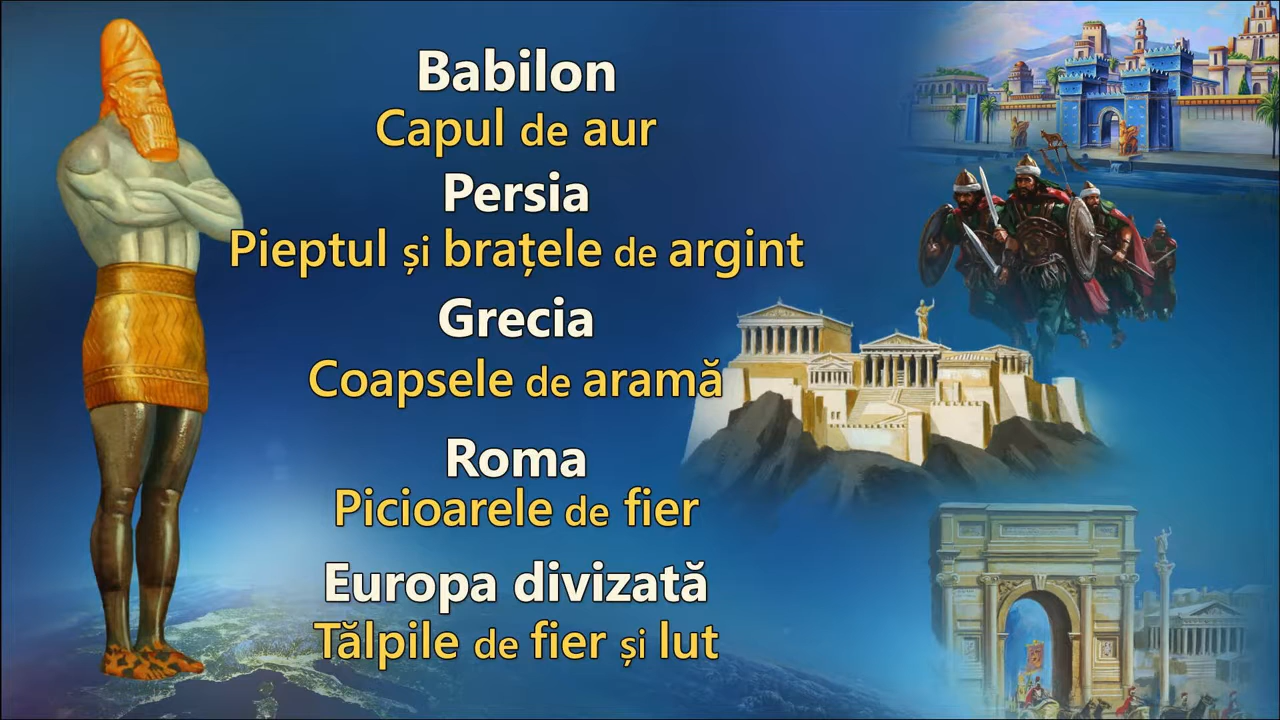 Babilon
Capul de aur
Persia
Pieptul și brațele de argint
Grecia
Coapsele de aramă
Roma
Picioarele de fier
Europa divizată
Tălpile de fier și lut